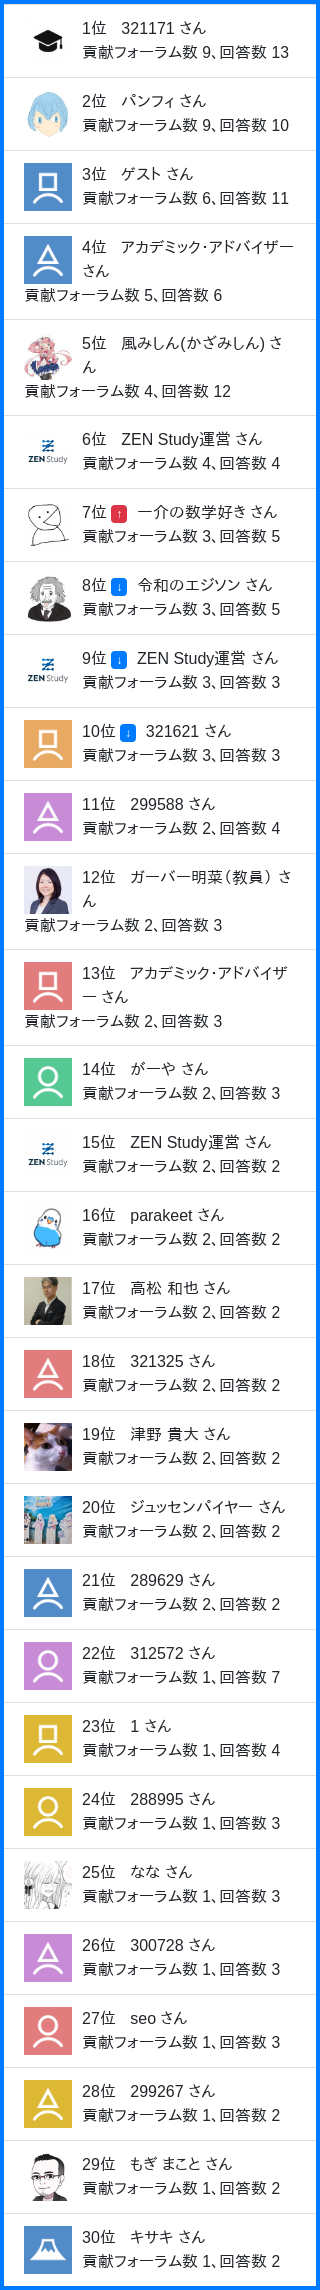 1位 321171 さん
貢献フォーラム数 9、回答数 13
2位 パンフィ さん
貢献フォーラム数 9、回答数 10
3位 ゲスト さん
貢献フォーラム数 6、回答数 11
4位 アカデミック・アドバイザー
さん
貢献フォーラム数 5、回答数 6
5位 風みしん(かざみしん) さ
ん
貢献フォーラム数 4、回答数 12
6位 ZEN Study運営 さん
ZEN Study
貢献フォーラム数 4、回答数 4
7位 ↑ 一介の数学好き さん
貢献フォーラム数 3、回答数 5
8位 ↓ 令和のエジソン さん
貢献フォーラム数 3、回答数 5
9位 ↓ ZEN Study運営 さん
ZEN Study
貢献フォーラム数 3、回答数 3
10位 ↓ 321621 さん
貢献フォーラム数 3、回答数 3
11位 299588 さん
貢献フォーラム数 2、回答数 4
12位 ガーバー明菜（教員） さ
ん
貢献フォーラム数 2、回答数 3
13位 アカデミック・アドバイザ
ー さん
貢献フォーラム数 2、回答数 3
14位 がーや さん
貢献フォーラム数 2、回答数 3
15位 ZEN Study運営 さん
ZEN Study
貢献フォーラム数 2、回答数 2
16位 parakeet さん
貢献フォーラム数 2、回答数 2
17位 高松 和也 さん
貢献フォーラム数 2、回答数 2
18位 321325 さん
貢献フォーラム数 2、回答数 2
19位 津野 貴大 さん
貢献フォーラム数 2、回答数 2
20位 ジュッセンパイヤー さん
貢献フォーラム数 2、回答数 2
21位 289629 さん
貢献フォーラム数 2、回答数 2
22位 312572 さん
貢献フォーラム数 1、回答数 7
23位 1 さん
貢献フォーラム数 1、回答数 4
24位 288995 さん
貢献フォーラム数 1、回答数 3
25位 なな さん
貢献フォーラム数 1、回答数 3
26位 300728 さん
貢献フォーラム数 1、回答数 3
27位 seo さん
貢献フォーラム数 1、回答数 3
28位 299267 さん
貢献フォーラム数 1、回答数 2
29位 もぎ まこと さん
貢献フォーラム数 1、回答数 2
30位 キサキ さん
貢献フォーラム数 1、回答数 2